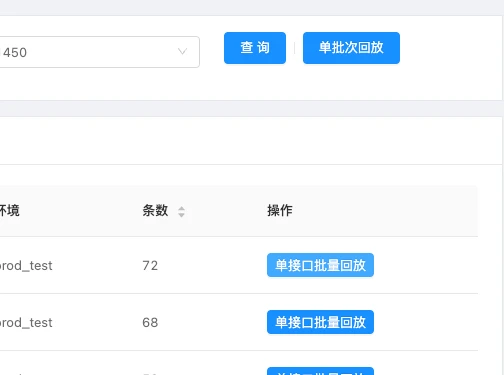 450
查 询
单批次回放
环境
条数
操作
prod_test
72
单接口批量回放
prod_test
68
单接口批量回放